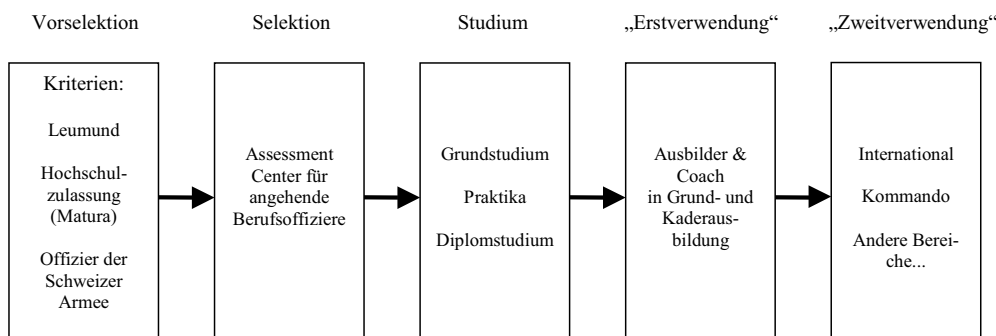 Vorselektion
Kriterien:
Leumund
Hochschul-
zulassung
(Matura)
Offizier der
Schweizer
Armee
Selektion
Assessment
Center für
angehende
Berufsoffiziere
Studium
Grundstudium
Praktika
Diplomstudium
„Erstverwendung“
Ausbilder &
Coach
in Grund- und
Kaderaus-
bildung
„Zweitverwendung“
International
Kommando
Andere Berei-
che...